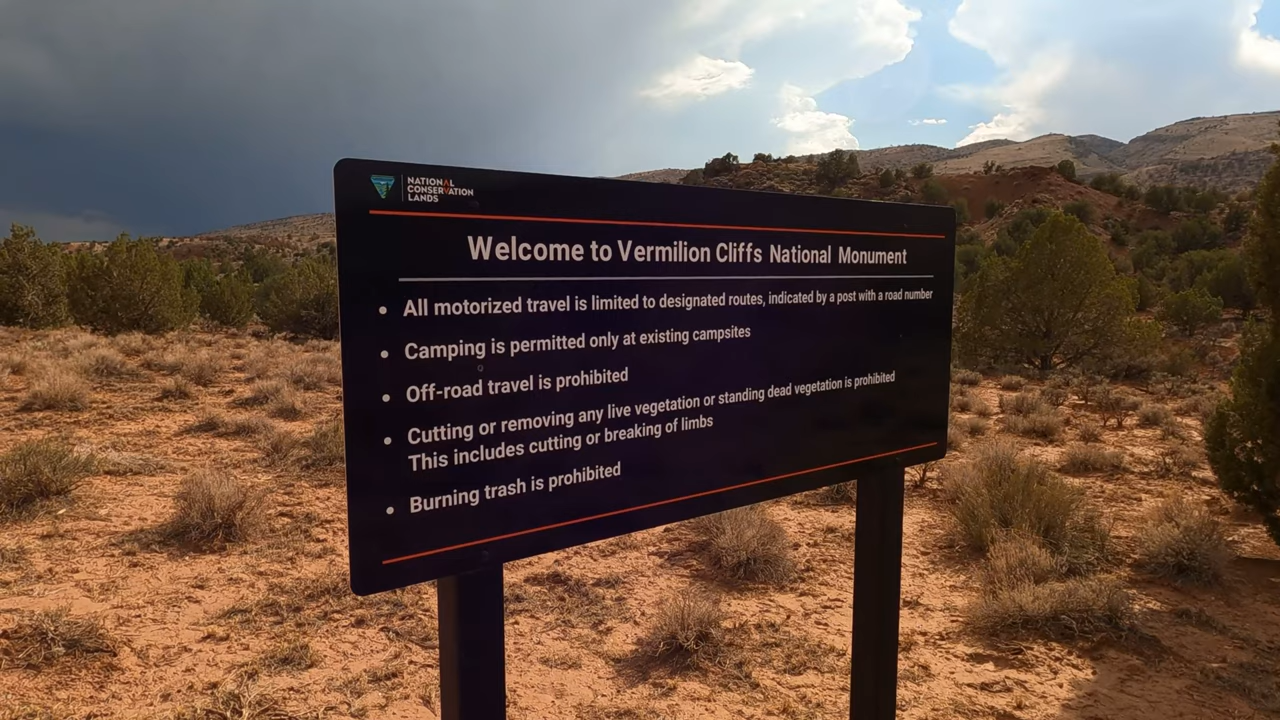 NATIONAL
CONSERVATION
LANDS
Welcome to Vermilion Cliffs National Monument
• All motorized travel is limited to designated routes, indicated by a post with a road number
• Camping is permitted only at existing campsites
• Off-road travel is prohibited
• Cutting or removing any live vegetation or standing dead vegetation is prohibited
This includes cutting or breaking of limbs
• Burning trash is prohibited